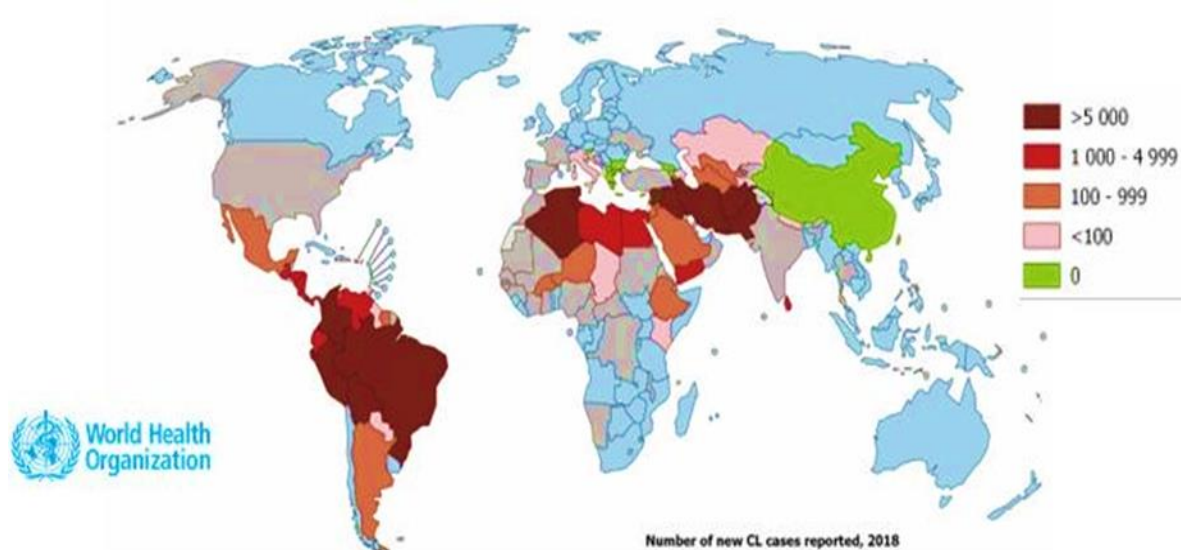 >5 000
1 000 - 4 999
100 - 999
<100
0
World Health
Organization
Number of new CL cases reported, 2018